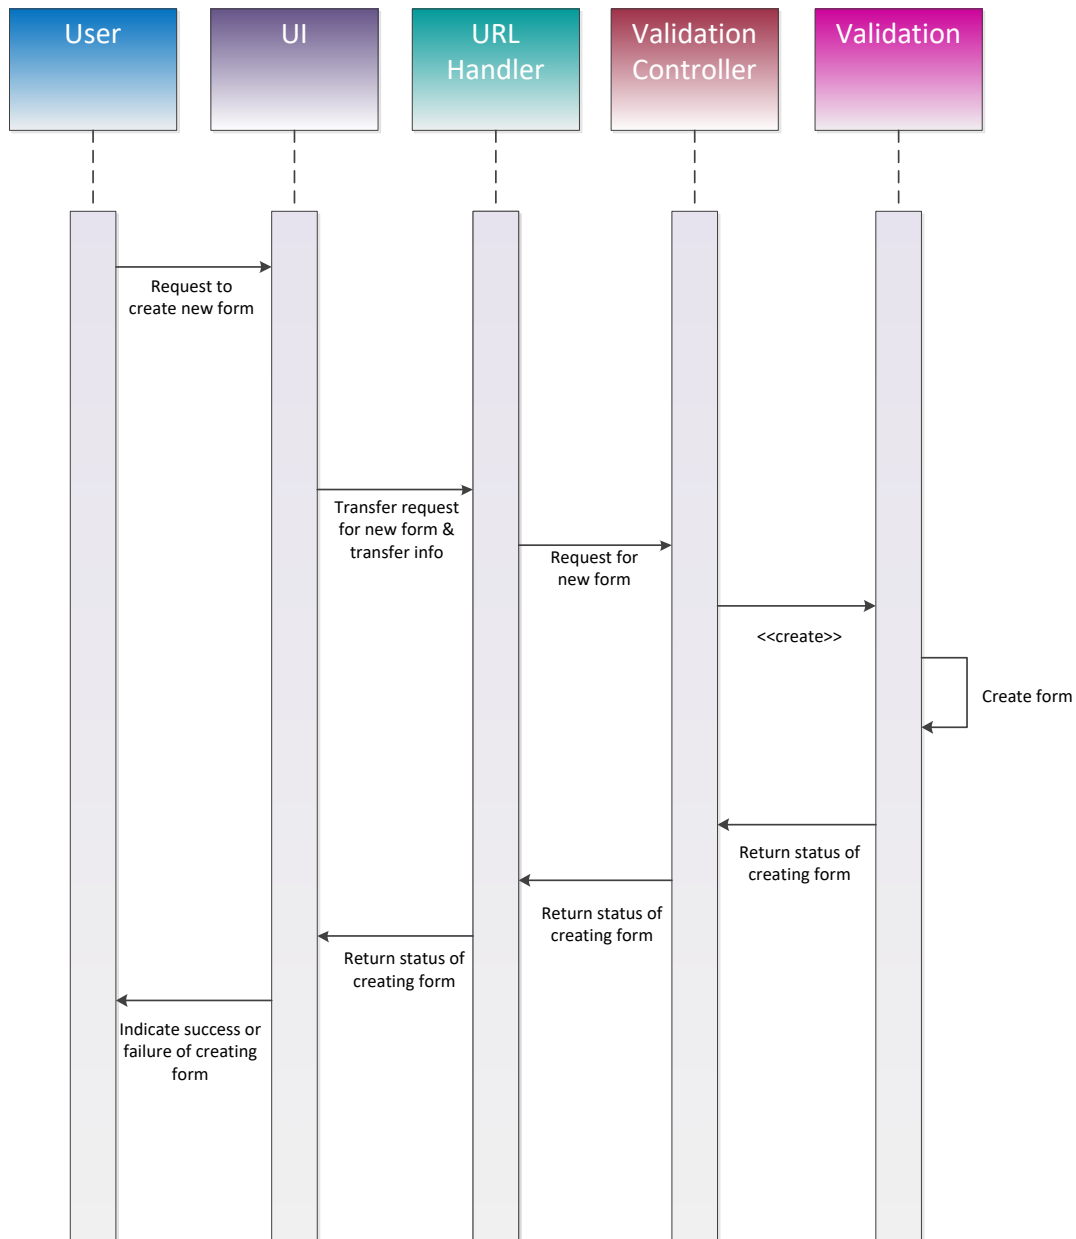 User
UI
URL
Handler
Validation
Controller
Validation
Request to
create new form
Transfer request
for new form &
transfer info
Request for
new form
<<create>>
Create form
Return status of
creating form
Return status of
creating form
Return status of
creating form
Indicate success or
failure of creating
form